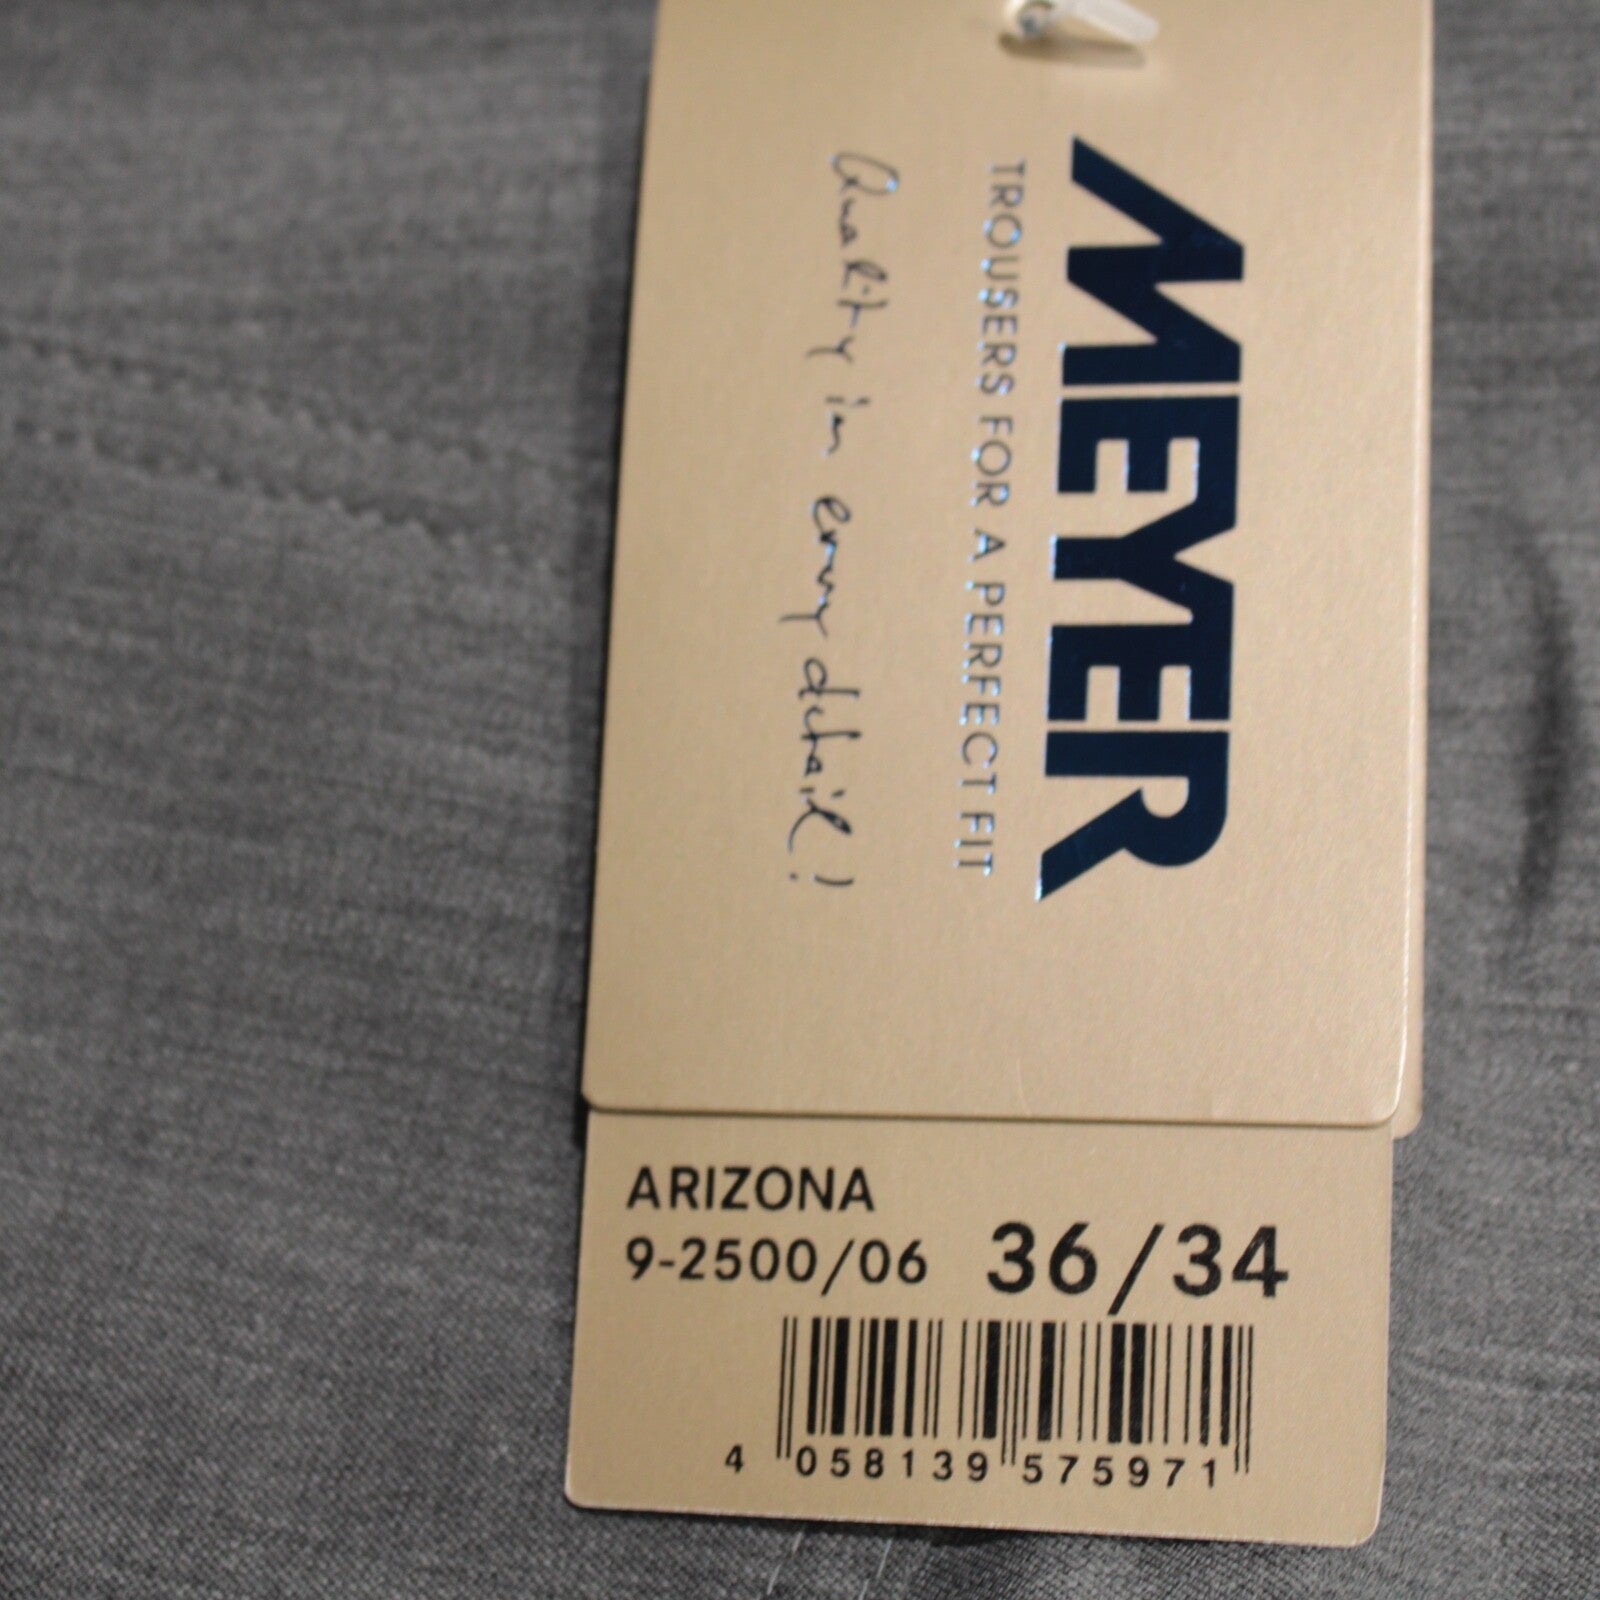 MEYER
TROUSERS FOR A PERFECT FIT
Quality in every detail!
ARIZONA
9-2500/06 36/34
4 058139 575971